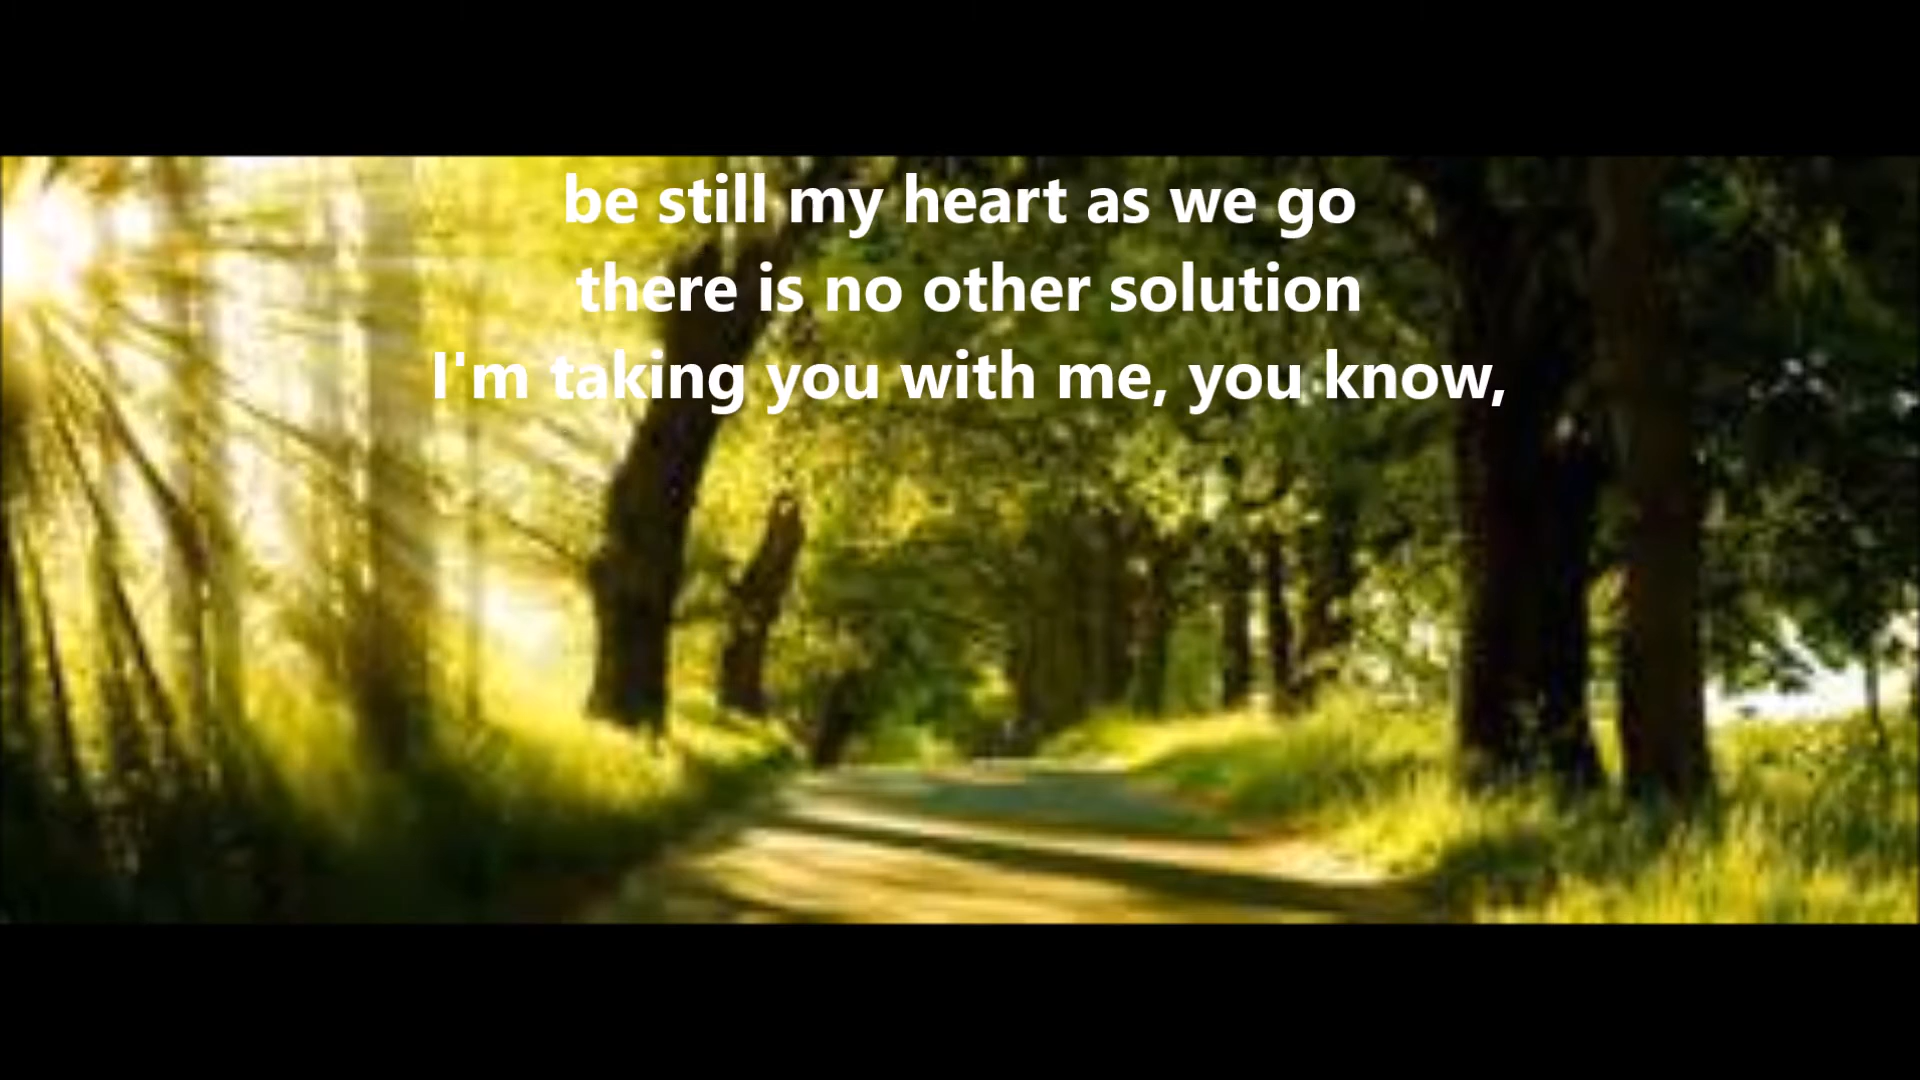 be still my heart as we go
there is no other solution
I'm taking you with me, you know,